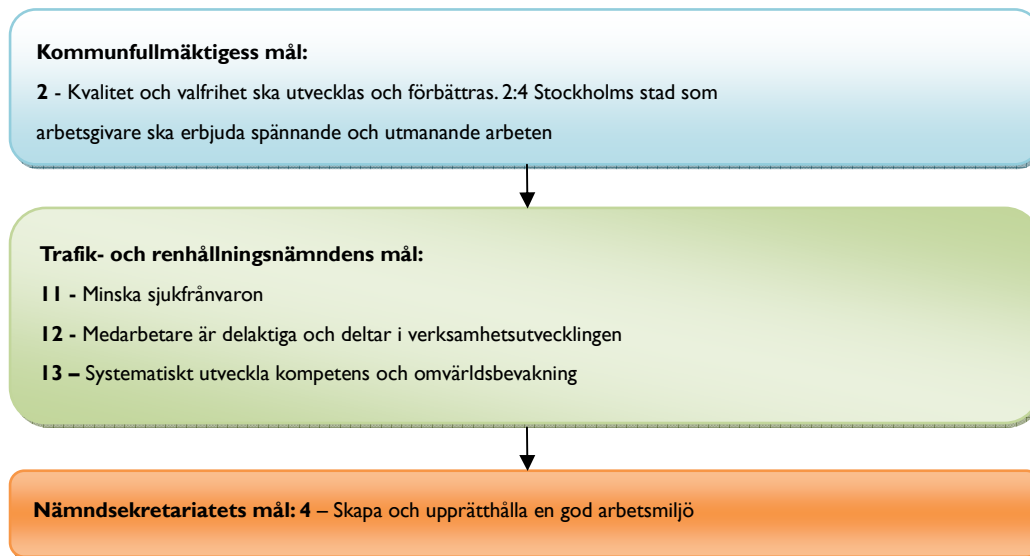 Kommunfullmäktigess mål:
2 - Kvalitet och valfrihet ska utvecklas och förbättras. 2:4 Stockholms stad som
arbetsgivare ska erbjuda spännande och utmanande arbeten
Trafik- och renhållningsnämndens mål:
11 - Minska sjukfrånvaron
12 - Medarbetare är delaktiga och deltar i verksamhetsutvecklingen
13 – Systematiskt utveckla kompetens och omvärldsbevakning
Nämndsekretariatets mål: 4 – Skapa och upprätthålla en god arbetsmiljö